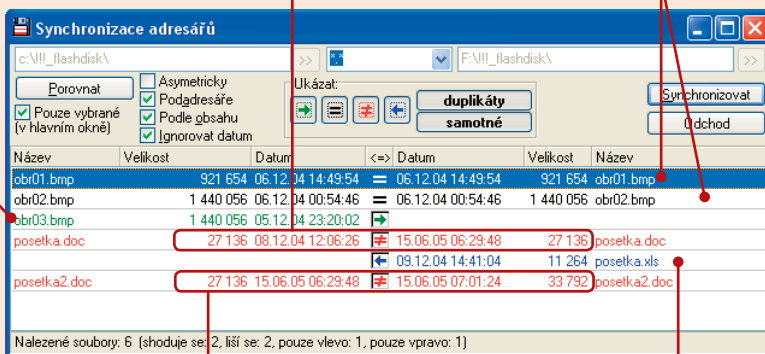 Synchronizace adresářů
c:\!!!_flashdisk\ >> *.* F:\!!!_flashdisk\ >>
Porovnat
Pouze vybrané
(v hlavním okně)
Asymetricky
Podadresáře
Podle obsahu
Ignorovat datum
Ukázat:
duplikáty
samotné
Synchronizovat
Odchod
Název Velikost Datum <=> Datum Velikost Název
obr01.bmp 921 654 06.12.04 14:49:54 = 06.12.04 14:49:54 921 654 obr01.bmp
obr02.bmp 1 440 056 06.12.04 00:54:46 = 06.12.04 00:54:46 1 440 056 obr02.bmp
obr03.bmp 1 440 056 05.12.04 23:20:02
posetka.doc 27 136 08.12.04 12:06:26 ≠ 15.06.05 06:29:48 27 136 posetka.doc
09.12.04 14:41:04 11 264 posetka.xls
posetka2.doc 27 136 15.06.05 06:29:48 ≠ 15.06.05 07:01:24 33 792 posetka2.doc
Nalezené soubory: 6 (shoduje se: 2, liší se: 2, pouze vlevo: 1, pouze vpravo: 1)